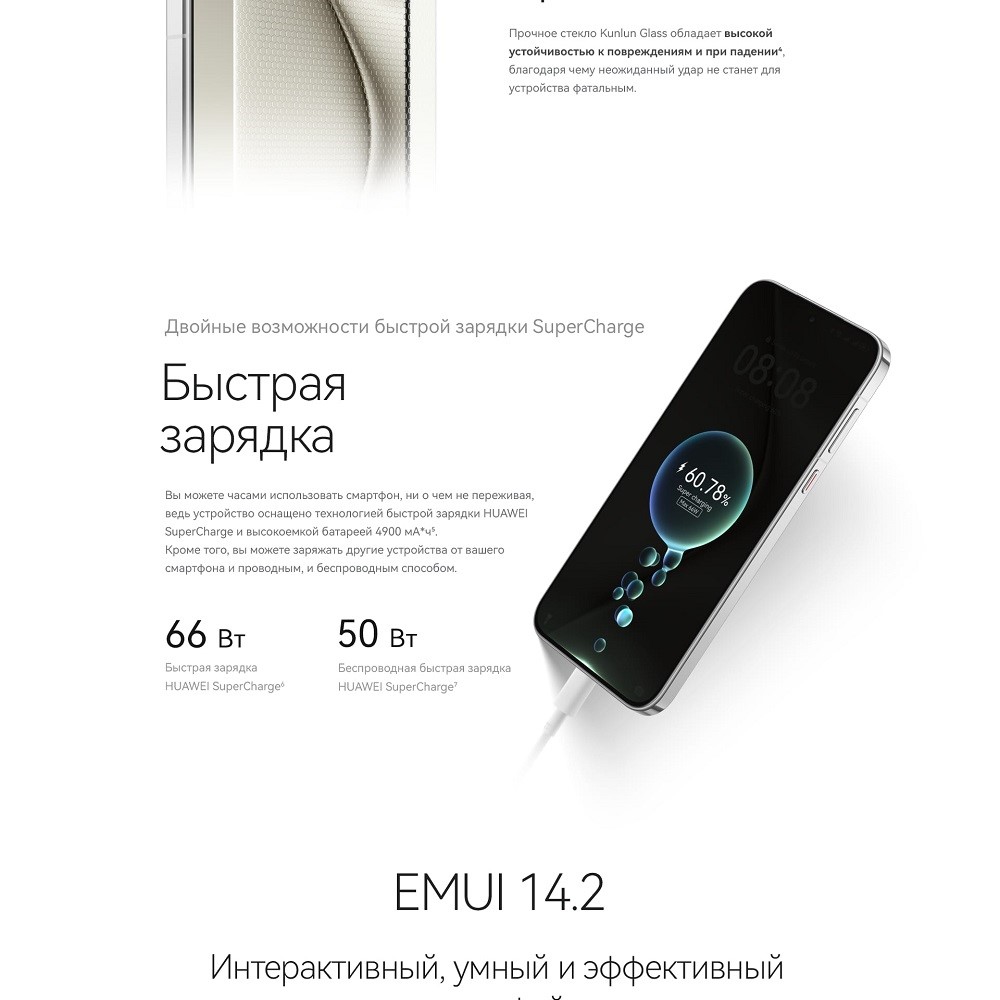 Прочное стекло Kunlun Glass обладает высокой
устойчивостью к повреждениям и при падении⁴,
благодаря чему неожиданный удар не станет для
устройства фатальным.
Двойные возможности быстрой зарядки SuperCharge
Быстрая
зарядка
Вы можете часами использовать смартфон, ни о чем не переживая,
ведь устройство оснащено технологией быстрой зарядки HUAWEI
SuperCharge и высокоемкой батареей 4900 мА*ч⁵.
Кроме того, вы можете заряжать другие устройства от вашего
смартфона и проводным, и беспроводным способом.
66 Вт
Быстрая зарядка
HUAWEI SuperCharge⁶
50 Вт
Беспроводная быстрая зарядка
HUAWEI SuperCharge⁷
08:08
60.78%
Super charging
Max 66W
EMUI 14.2
Интерактивный, умный и эффективный